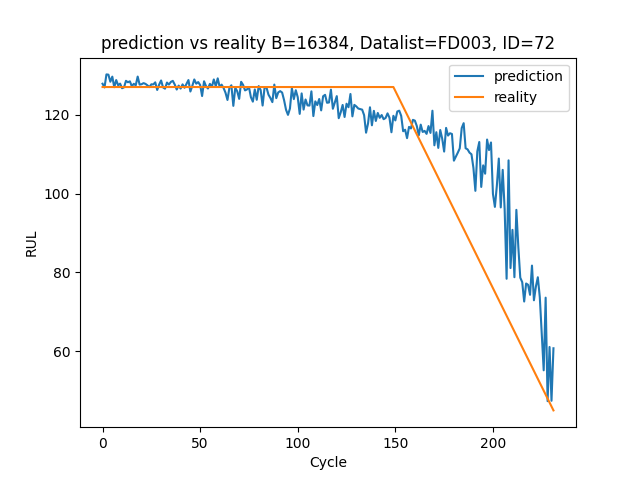 prediction vs reality B=16384, Datalist=FD003, ID=72
prediction
reality
120
100
80
60
RUL
0
50
100
150
200
Cycle